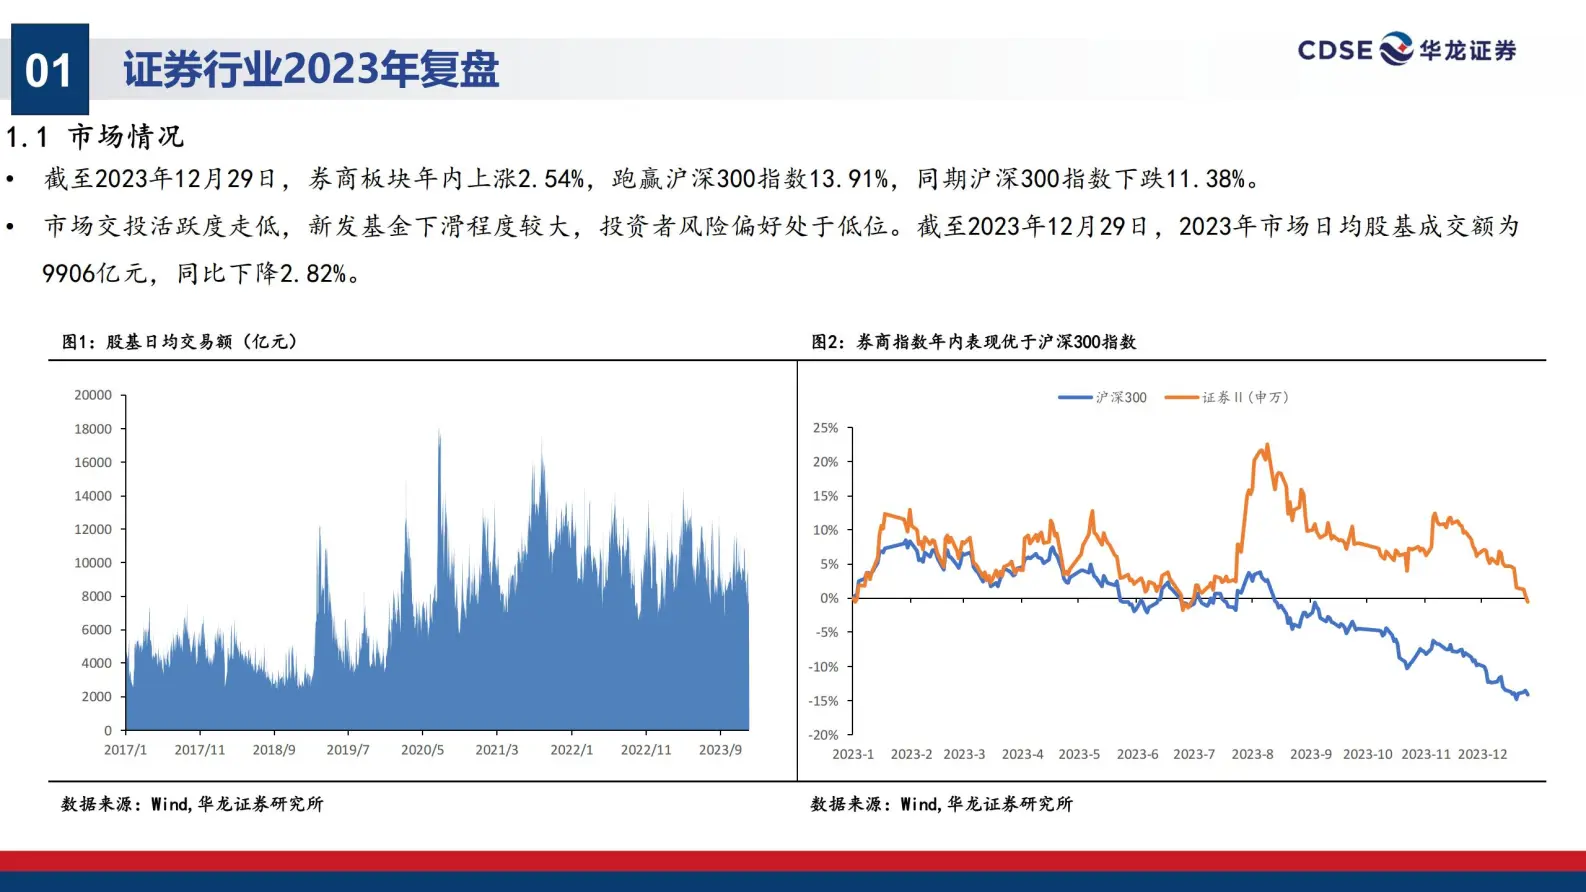 01
证券行业2023年复盘
CDSE 华龙证券
1.1 市场情况
• 截至2023年12月29日，券商板块年内上涨2.54%，跑赢沪深300指数13.91%，同期沪深300指数下跌11.38%。
• 市场交投活跃度走低，新发基金下滑程度较大，投资者风险偏好处于低位。截至2023年12月29日，2023年市场日均股基成交额为
9906亿元，同比下降2.82%。
图1：股基日均交易额（亿元）
20000
18000
16000
14000
12000
10000
8000
6000
4000
2000
0
2017/1 2017/11 2018/9 2019/7 2020/5 2021/3 2022/1 2022/11 2023/9
数据来源：Wind,华龙证券研究所
图2：券商指数年内表现优于沪深300指数
沪深300 证券Ⅱ(申万)
25%
20%
15%
10%
5%
0%
-5%
-10%
-15%
-20%
2023-1 2023-2 2023-3 2023-4 2023-5 2023-6 2023-7 2023-8 2023-9 2023-10 2023-11 2023-12
数据来源：Wind,华龙证券研究所